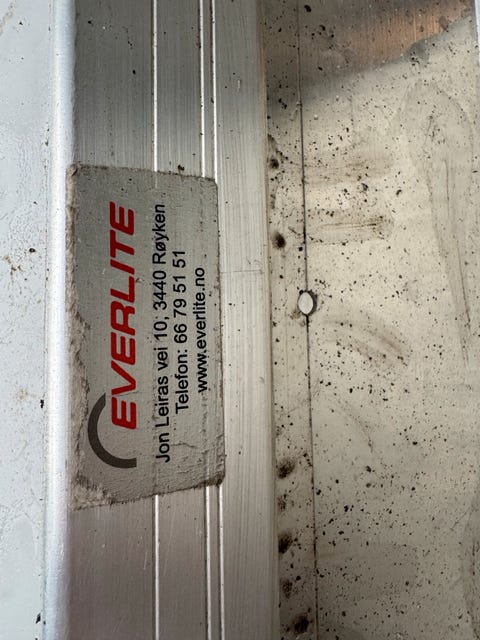 EVERLITE
Jon Leiras vei 10, 3440 Røyken
Telefon: 66 79 51 51
www.everlite.no